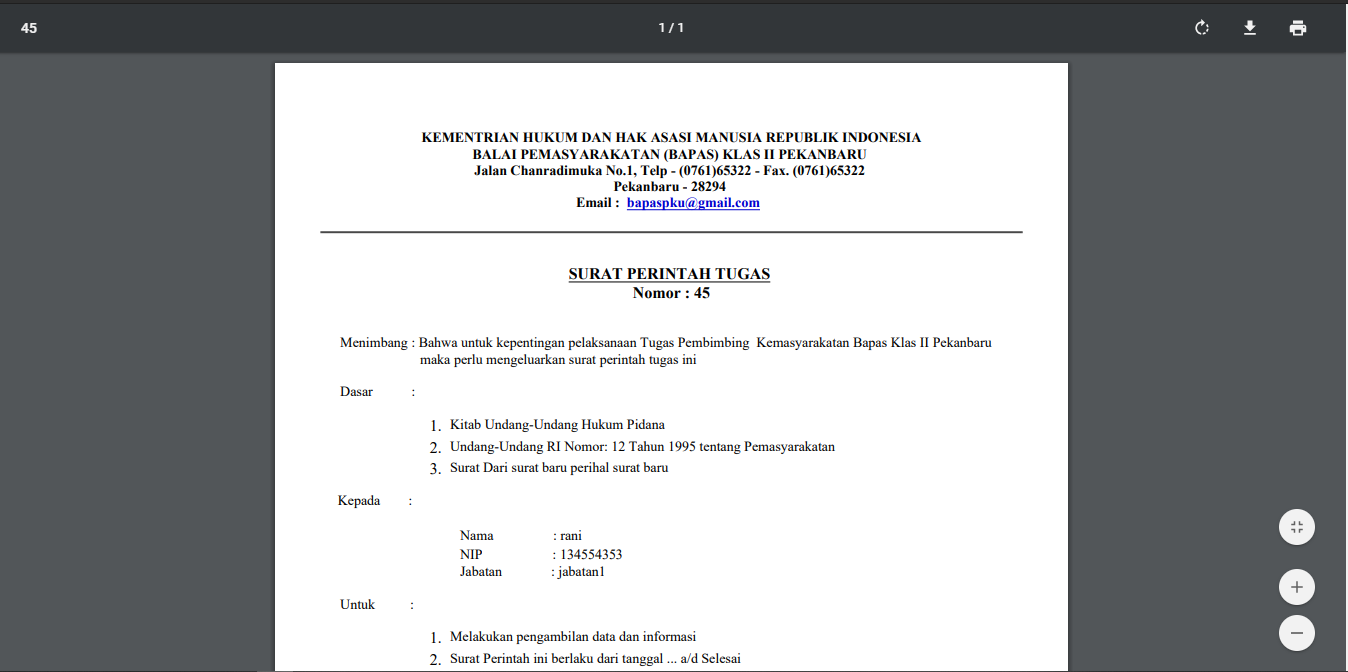 45
1 / 1
KEMENTRIAN HUKUM DAN HAK ASASI MANUSIA REPUBLIK INDONESIA
BALAI PEMASYARAKATAN (BAPAS) KLAS II PEKANBARU
Jalan Chanradimuka No.1, Telp - (0761)65322 - Fax. (0761)65322
Pekanbaru - 28294
Email : bapaspku@gmail.com
SURAT PERINTAH TUGAS
Nomor : 45
Menimbang : Bahwa untuk kepentingan pelaksanaan Tugas Pembimbing Kemasyarakatan Bapas Klas II Pekanbaru
maka perlu mengeluarkan surat perintah tugas ini
Dasar :
1. Kitab Undang-Undang Hukum Pidana
2. Undang-Undang RI Nomor: 12 Tahun 1995 tentang Pemasyarakatan
3. Surat Dari surat baru perihal surat baru
Kepada :
Nama : rani
NIP : 134554353
Jabatan : jabatan1
Untuk :
1. Melakukan pengambilan data dan informasi
2. Surat Perintah ini berlaku dari tanggal ... a/d Selesai